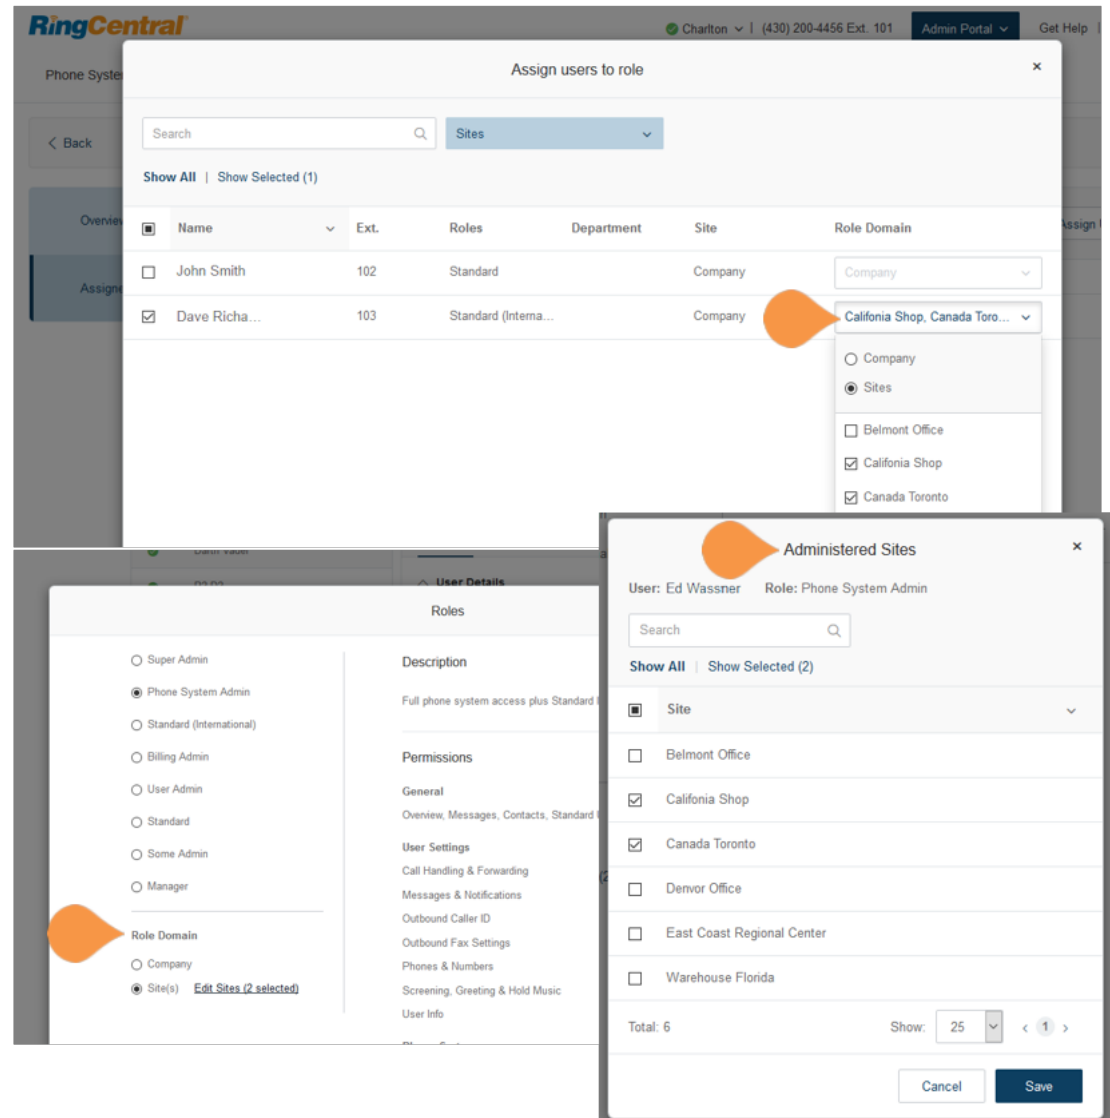 RingCentral
Charlton | (430) 200-4456 Ext. 101 Admin Portal Get Help |
Phone Syste
Assign users to role ×
< Back
Search Sites
Show All | Show Selected (1)
Overview
Assign
Name Ext. Roles Department Site Role Domain
John Smith 102 Standard Company Company
Assigne
Dave Richa... 103 Standard (Interna... Company Califonia Shop, Canada Toro...
Company
Sites
Belmont Office
Califonia Shop
Canada Toronto
Darth Vader
User Details
Roles
Super Admin
Phone System Admin
Standard (International)
Billing Admin
User Admin
Standard
Some Admin
Manager
Role Domain
Company
Site(s) Edit Sites (2 selected)
Description
Full phone system access plus Standard
Permissions
General
Overview, Messages, Contacts, Standard
User Settings
Call Handling & Forwarding
Messages & Notifications
Outbound Caller ID
Outbound Fax Settings
Phones & Numbers
Screening, Greeting & Hold Music
User Info
Administered Sites ×
User: Ed Wassner Role: Phone System Admin
Search
Show All | Show Selected (2)
Site
Belmont Office
Califonia Shop
Canada Toronto
Denvor Office
East Coast Regional Center
Warehouse Florida
Total: 6 Show: 25 < 1 >
Cancel Save